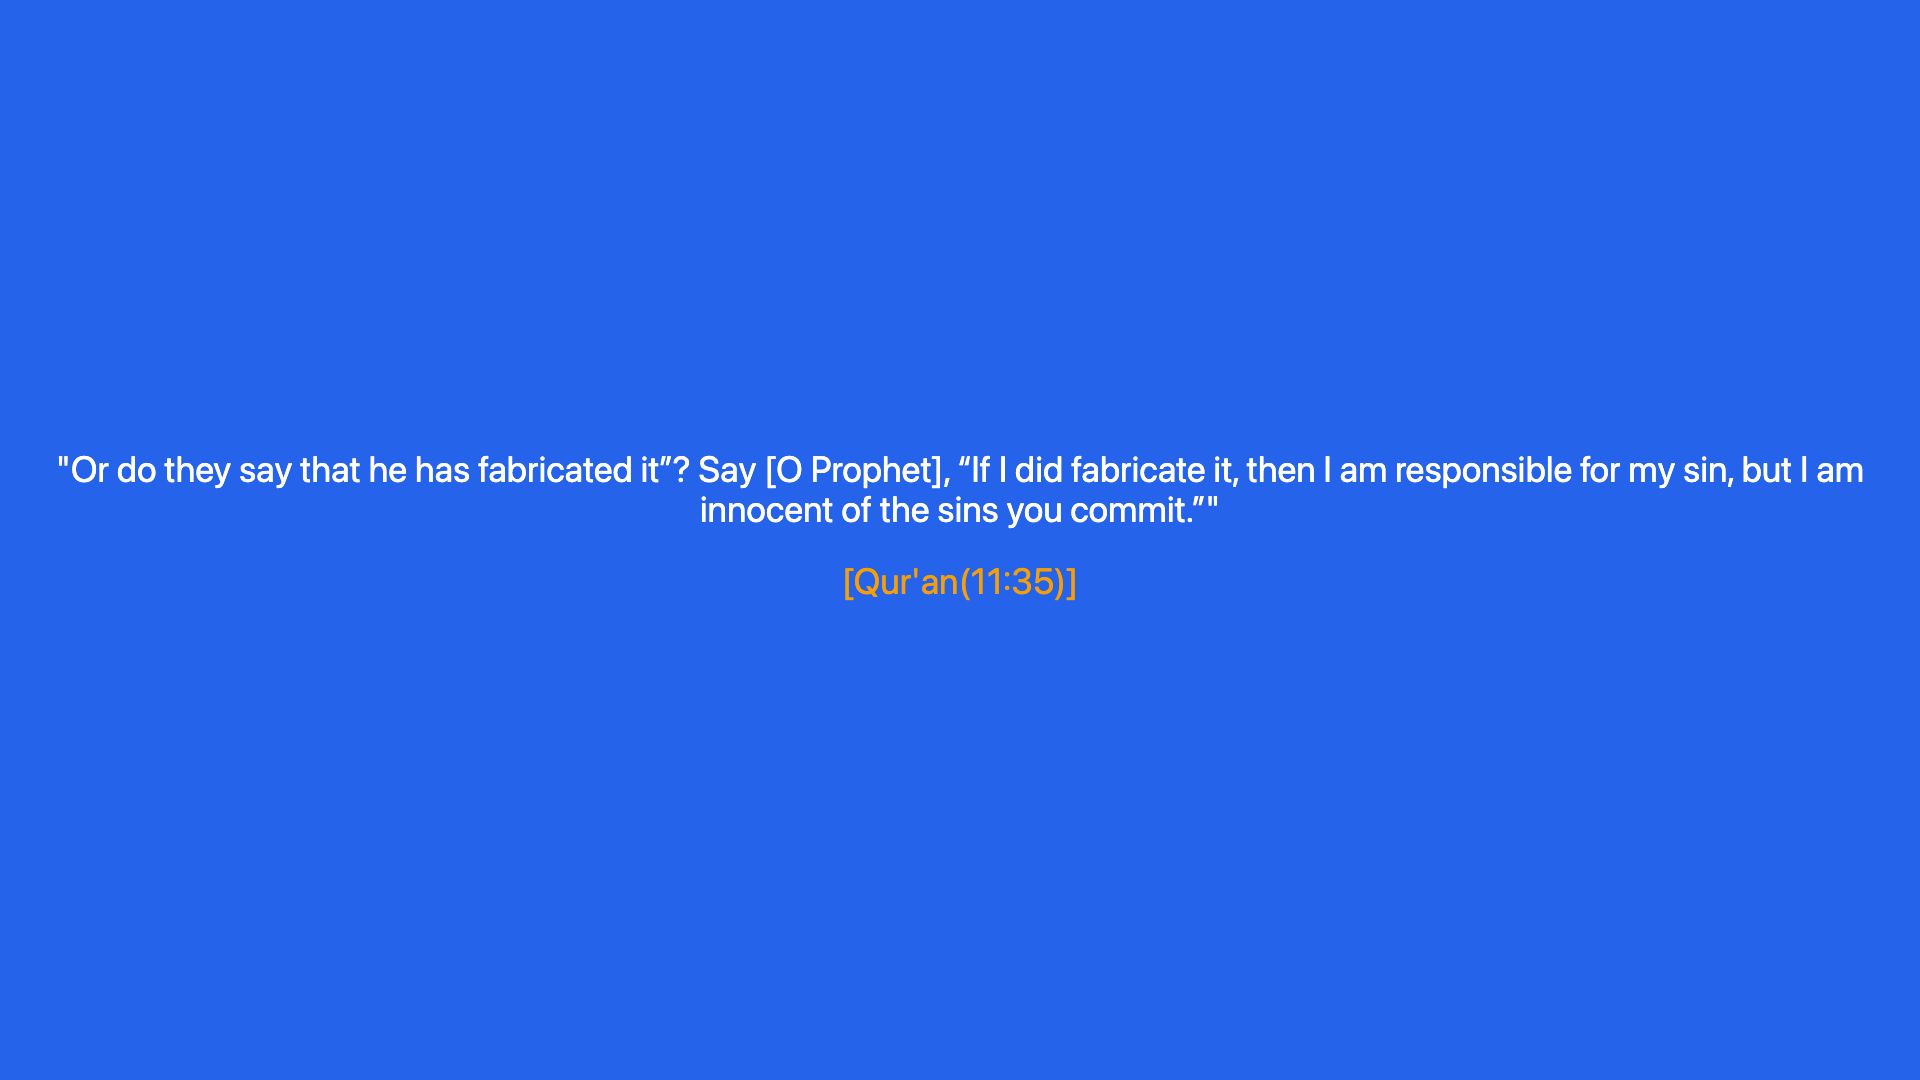 "Or do they say that he has fabricated it”? Say [O Prophet], “If I did fabricate it, then I am responsible for my sin, but I am
innocent of the sins you commit.”"
[Qur'an(11:35)]